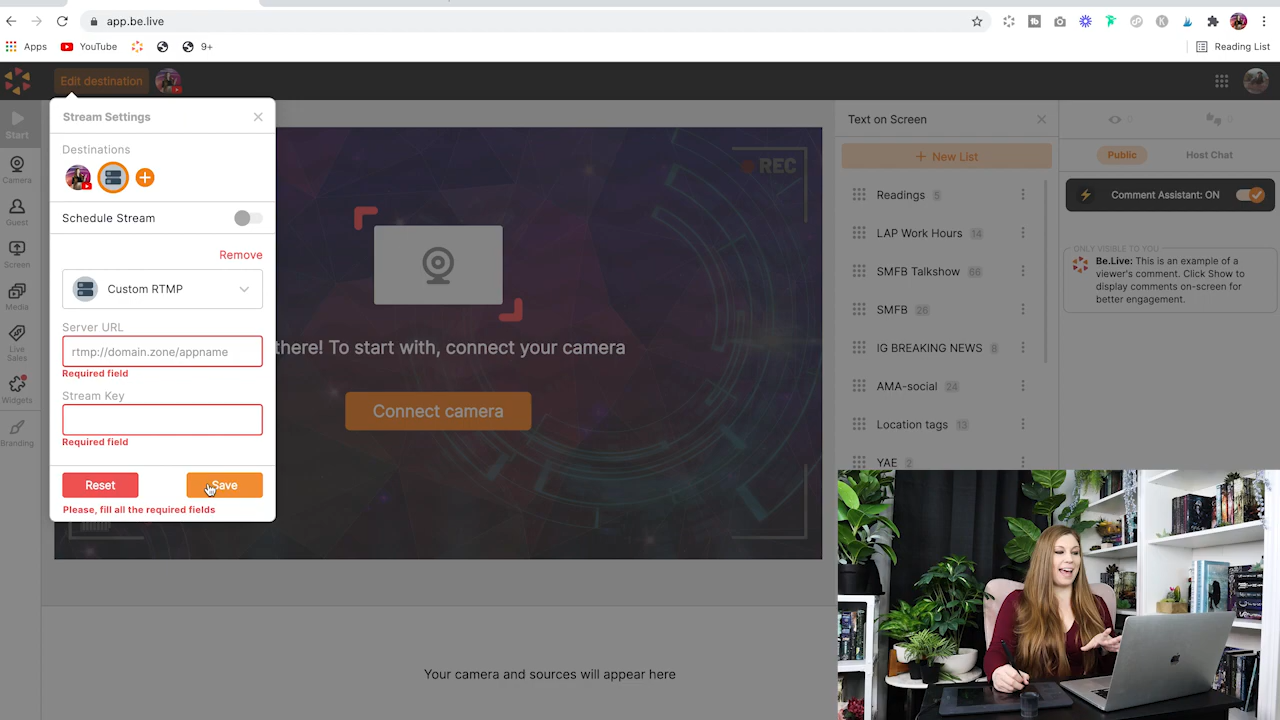 app.be.live
Apps
YouTube
9+
Reading List
Edit destination
Start
Camera
Guest
Screen
Media
Live
Sales
Widgets
Branding
Stream Settings
Destinations
Schedule Stream
Remove
Custom RTMP
Server URL
rtmp://domain.zone/appname
Required field
Stream Key
Required field
Reset
Save
Please, fill all the required fields
REC
there! To start with, connect your camera
Connect camera
Your camera and sources will appear here
Text on Screen
+ New List
Readings 5
LAP Work Hours 14
SMFB Talkshow 66
SMFB 26
IG BREAKING NEWS 8
AMA-social 24
Location tags 13
YAE 2
0
0
Public
Host Chat
Comment Assistant: ON
ONLY VISIBLE TO YOU
Be.Live: This is an example of a
viewer's comment. Click Show to
display comments on-screen for
better engagement.